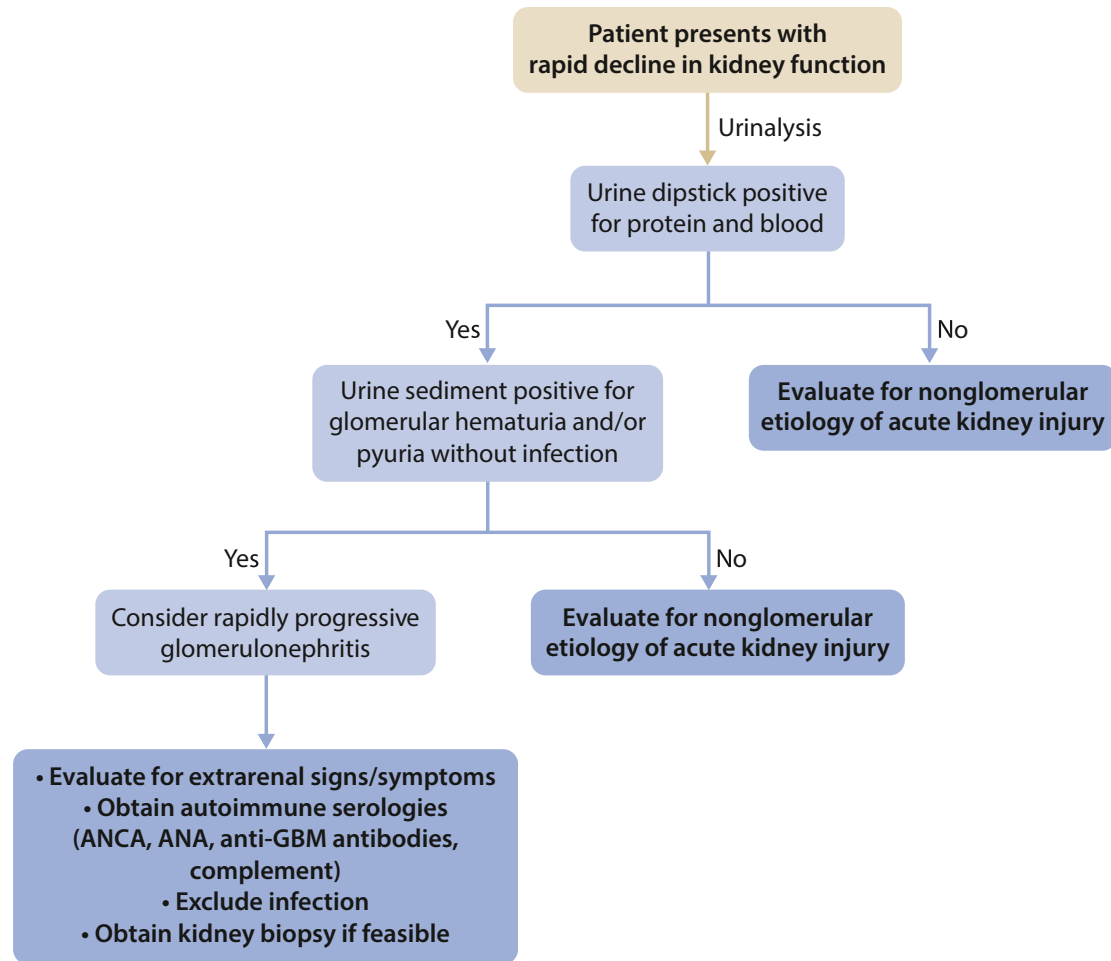 Patient presents with
rapid decline in kidney function
Urinalysis
Urine dipstick positive
for protein and blood
Yes
No
Urine sediment positive for
glomerular hematuria and/or
pyuria without infection
Evaluate for nonglomerular
etiology of acute kidney injury
Yes
No
Consider rapidly progressive
glomerulonephritis
Evaluate for nonglomerular
etiology of acute kidney injury
• Evaluate for extrarenal signs/symptoms
• Obtain autoimmune serologies
(ANCA, ANA, anti-GBM antibodies,
complement)
• Exclude infection
• Obtain kidney biopsy if feasible